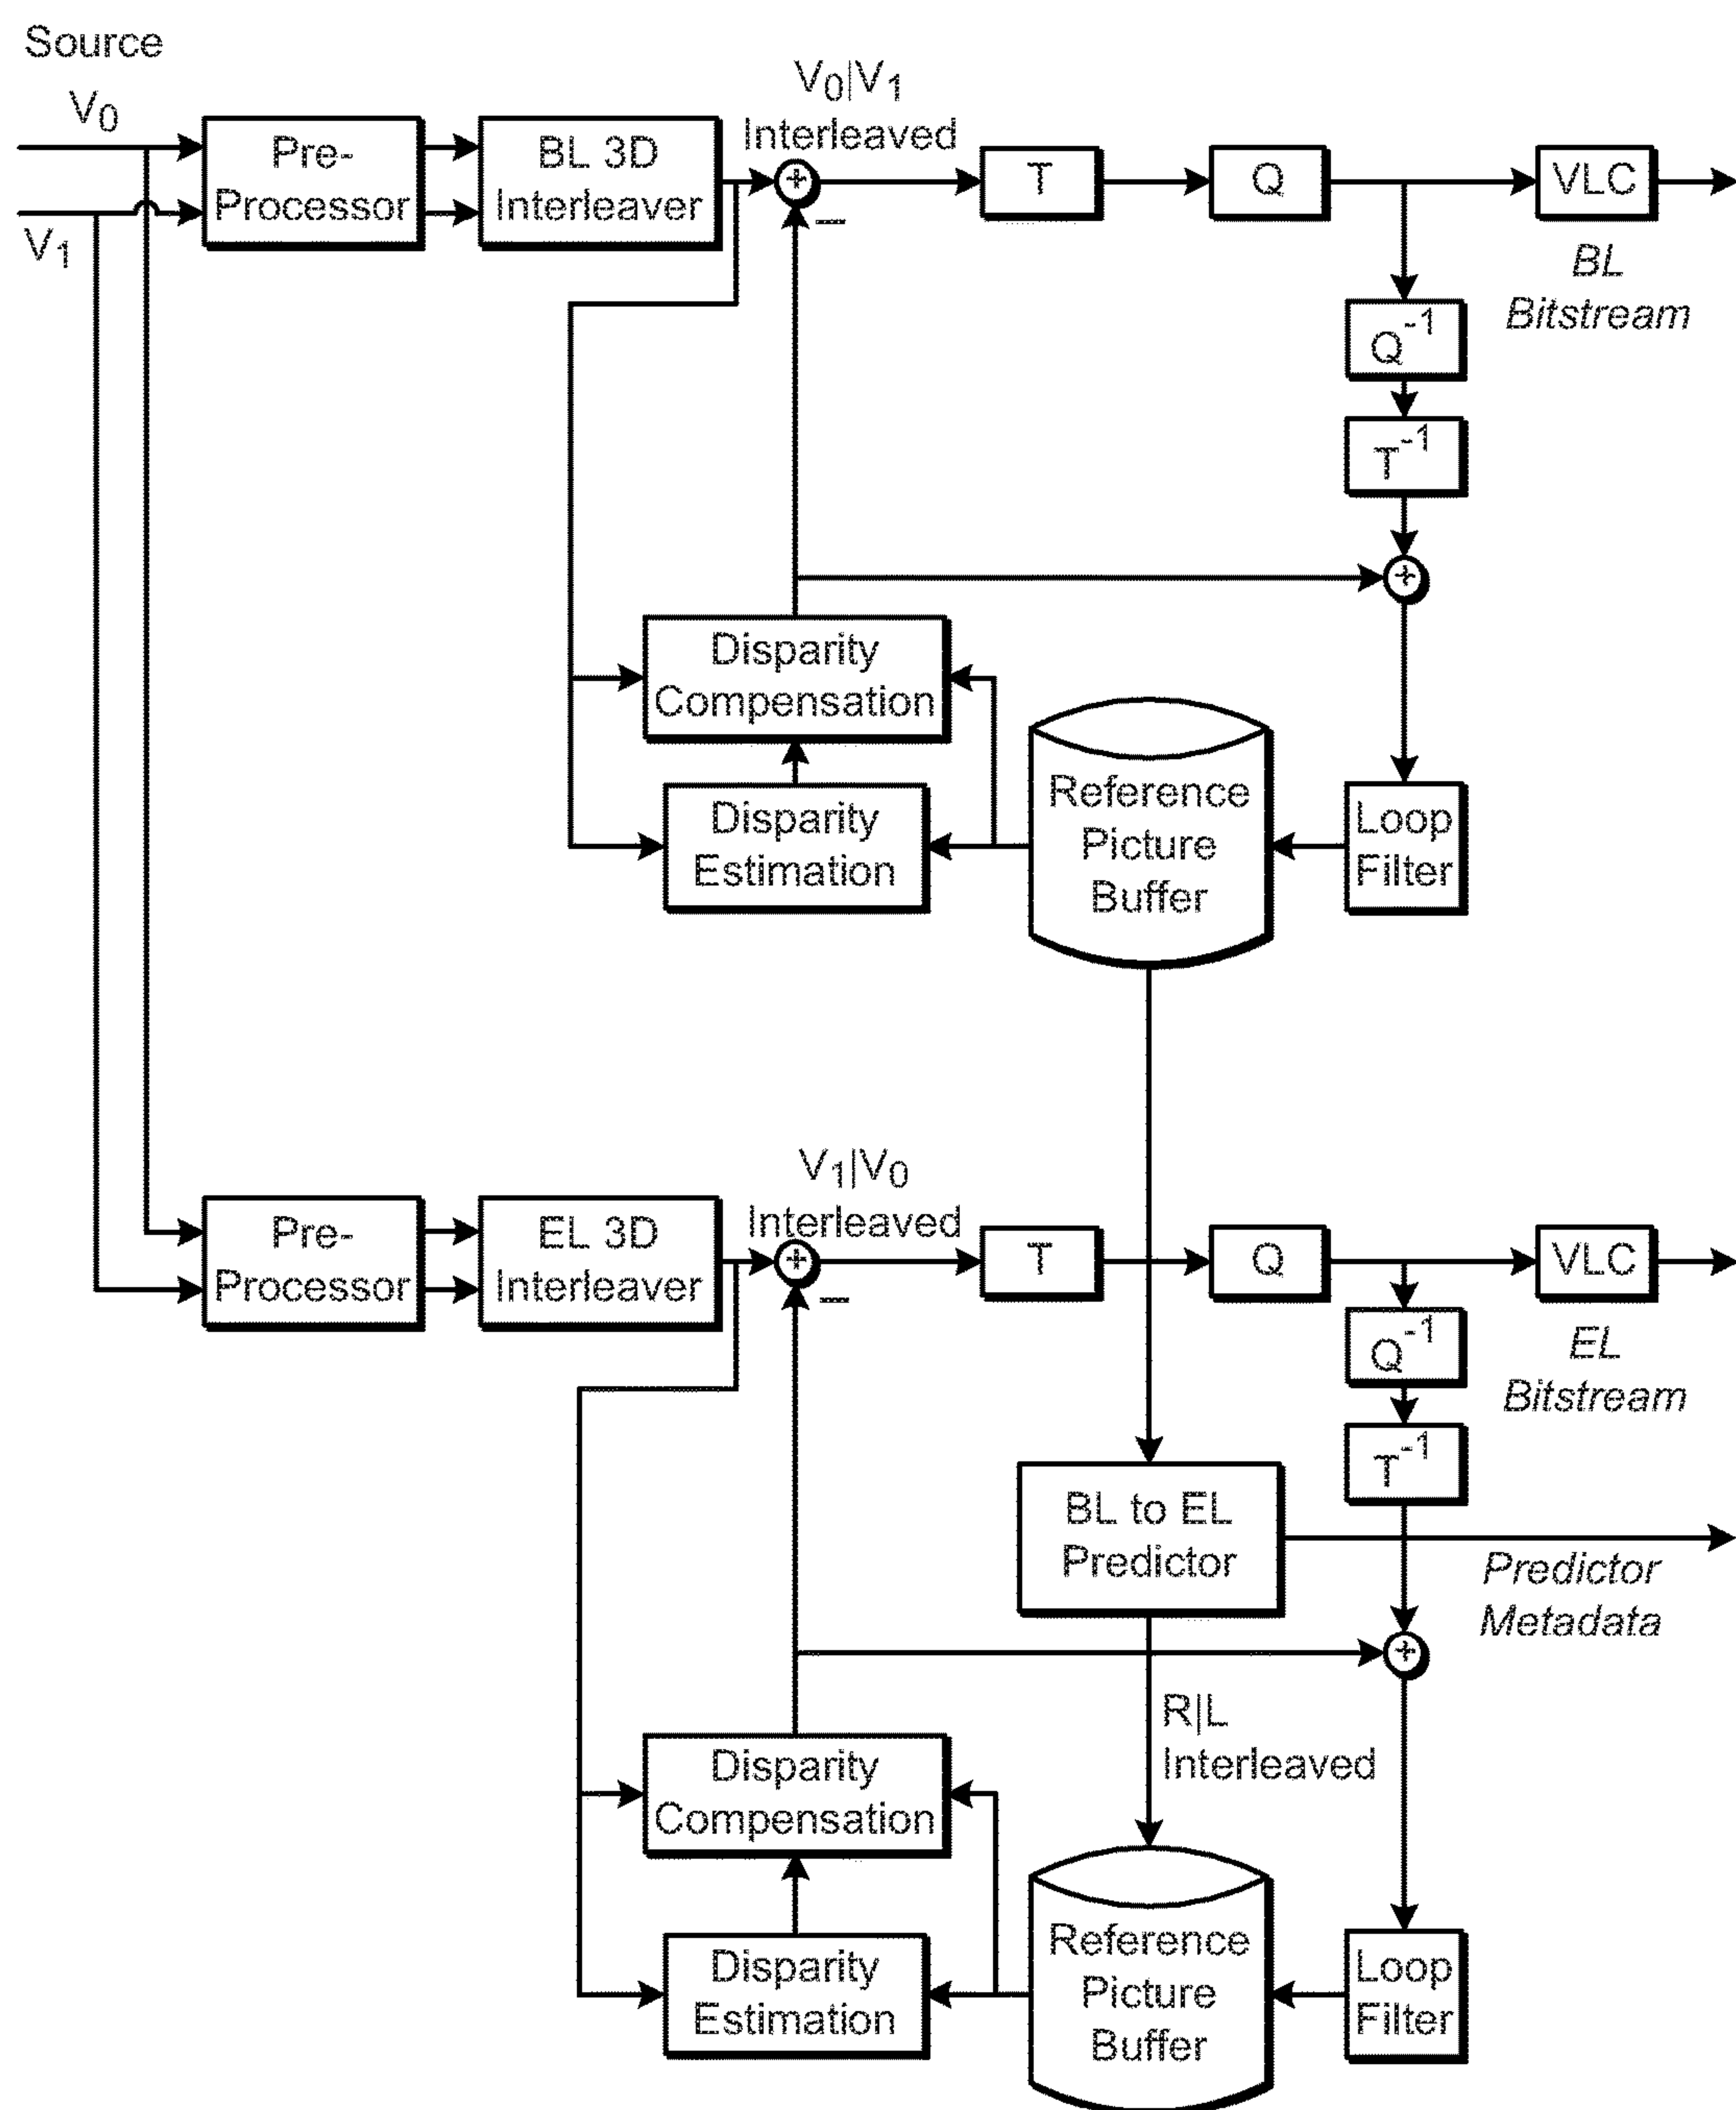 Source
V0
V1
Pre-
Processor
BL 3D
Interleaver
V0|V1
Interleaved
+
−
T
Q
VLC
BL
Bitstream
Q-1
T-1
+
Disparity
Compensation
Disparity
Estimation
Reference
Picture
Buffer
Loop
Filter
Pre-
Processor
EL 3D
Interleaver
V1|V0
Interleaved
+
−
T
Q
VLC
EL
Bitstream
Q-1
T-1
BL to EL
Predictor
Predictor
Metadata
+
R|L
Interleaved
Disparity
Compensation
Disparity
Estimation
Reference
Picture
Buffer
Loop
Filter